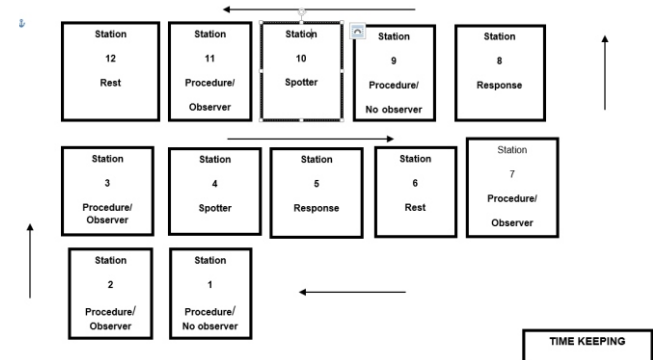 Station
12
Rest
Station
11
Procedure/
Observer
Station
10
Spotter
Station
9
Procedure/
No observer
Station
8
Response
Station
3
Procedure/
Observer
Station
4
Spotter
Station
5
Response
Station
6
Rest
Station
7
Procedure/
Observer
Station
2
Procedure/
Observer
Station
1
Procedure/
No observer
TIME KEEPING